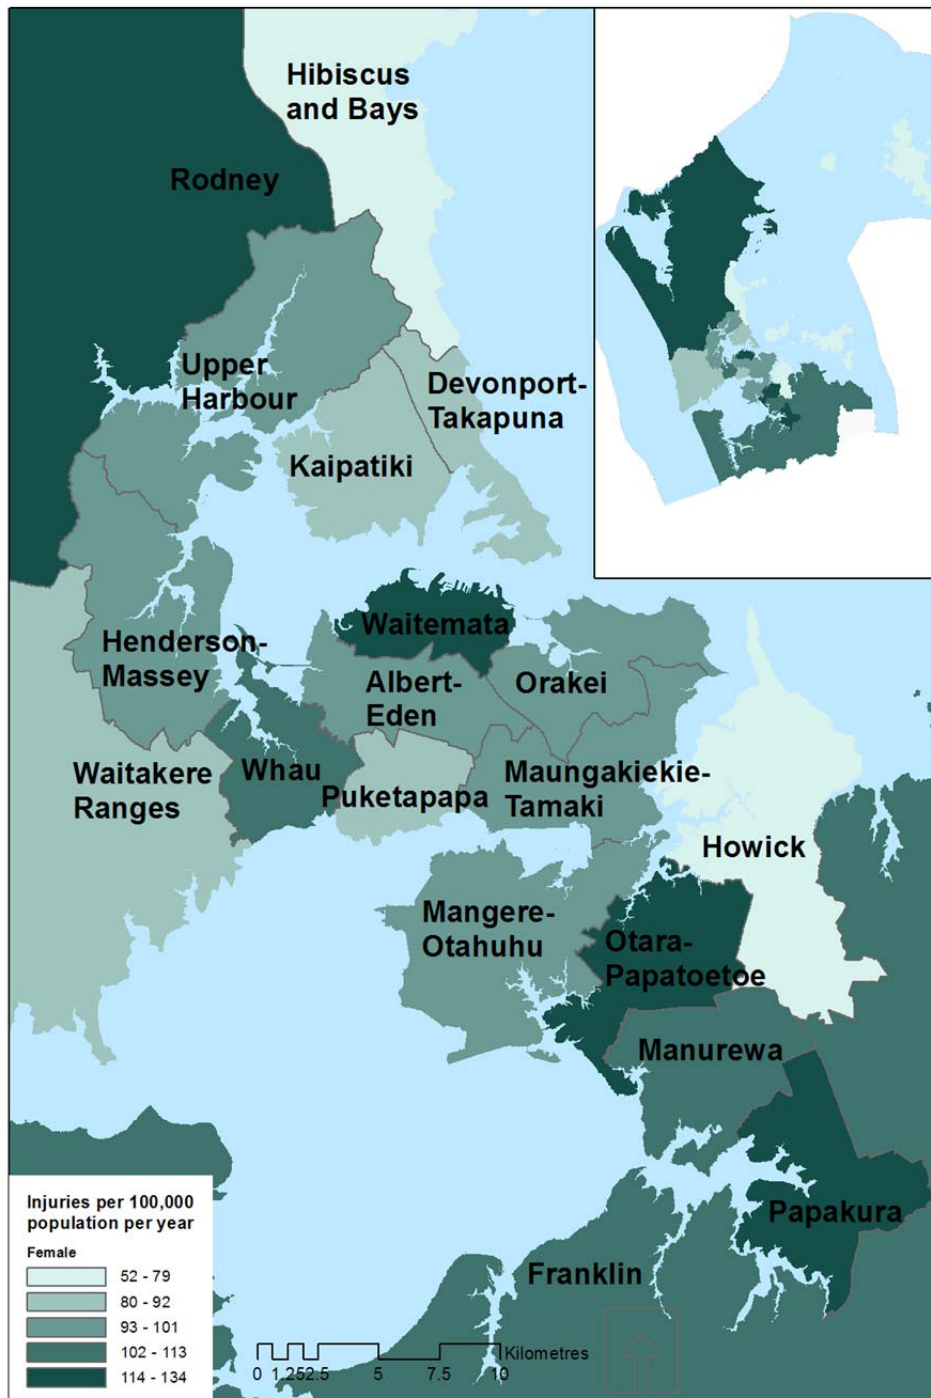 Hibiscus
and Bays
Rodney
Upper
Harbour
Devonport-
Takapuna
Kaipatiki
Waitemata
Henderson-
Massey
Albert-
Eden
Orakei
Waitakere
Ranges
Whau
Puketapapa
Maungakiekie-
Tamaki
Howick
Mangere-
Otahuhu
Otara-
Papatoetoe
Manurewa
Papakura
Franklin
Injuries per 100,000
population per year
Female
52 - 79
80 - 92
93 - 101
102 - 113
114 - 134
Kilometres
0 1.252.5 5 7.5 10